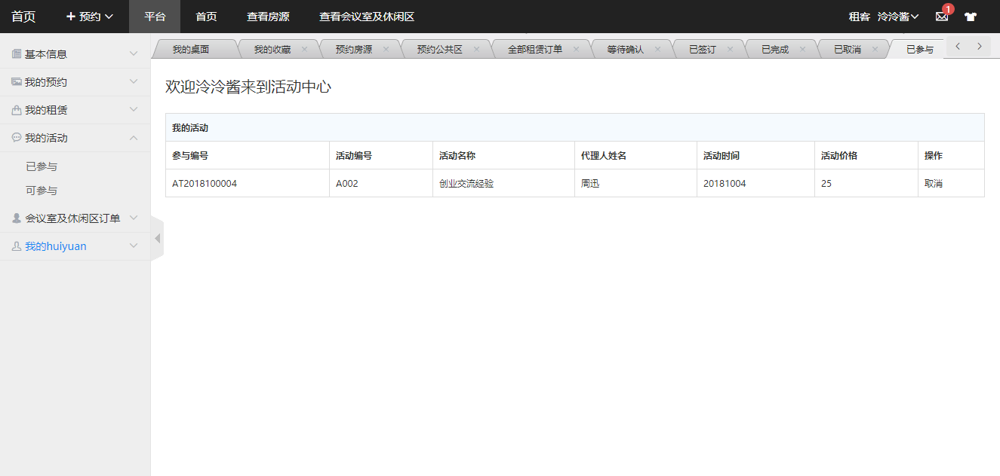 首页 预约 平台 首页 查看房源 查看会议室及休闲区 租客 泠泠酱 1
基本信息
我的预约
我的租赁
我的活动
已参与
可参与
会议室及休闲区订单
我的huiyuan
我的桌面 我的收藏 预约房源 预约公共区 全部租赁订单 等待确认 已签订 已完成 已取消 已参与
欢迎泠泠酱来到活动中心
我的活动
参与编号 活动编号 活动名称 代理人姓名 活动时间 活动价格 操作
AT2018100004 A002 创业交流经验 周迅 20181004 25 取消